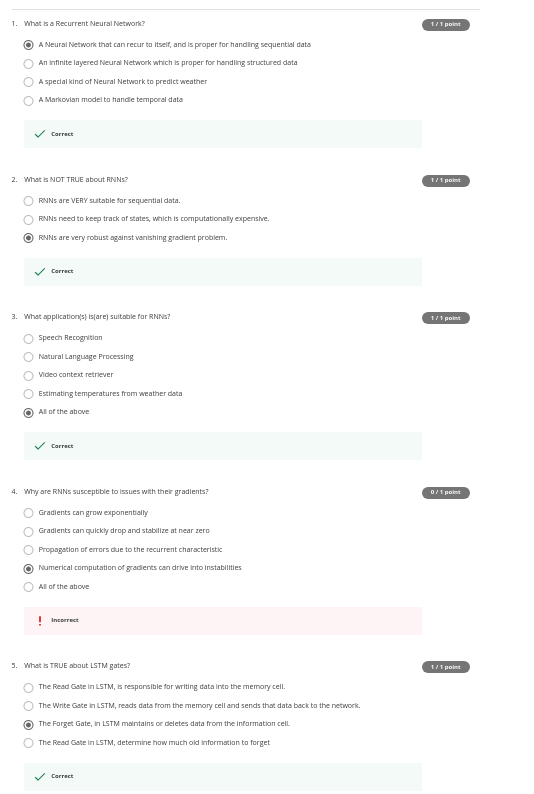 1. What is a Recurrent Neural Network?
1 / 1 point
A Neural Network that can recur to itself, and is proper for handling sequential data
An infinite layered Neural Network which is proper for handling structured data
A special kind of Neural Network to predict weather
A Markovian model to handle temporal data
Correct
2. What is NOT TRUE about RNNs?
1 / 1 point
RNNs are VERY suitable for sequential data.
RNNs need to keep track of states, which is computationally expensive.
RNNs are very robust against vanishing gradient problem.
Correct
3. What application(s) is(are) suitable for RNNs?
1 / 1 point
Speech Recognition
Natural Language Processing
Video context retriever
Estimating temperatures from weather data
All of the above
Correct
4. Why are RNNs susceptible to issues with their gradients?
0 / 1 point
Gradients can grow exponentially
Gradients can quickly drop and stabilize at near zero
Propagation of errors due to the recurrent characteristic
Numerical computation of gradients can drive into instabilities
All of the above
Incorrect
5. What is TRUE about LSTM gates?
1 / 1 point
The Read Gate in LSTM, is responsible for writing data into the memory cell.
The Write Gate in LSTM, reads data from the memory cell and sends that data back to the network.
The Forget Gate, in LSTM maintains or deletes data from the information cell.
The Read Gate in LSTM, determine how much old information to forget
Correct